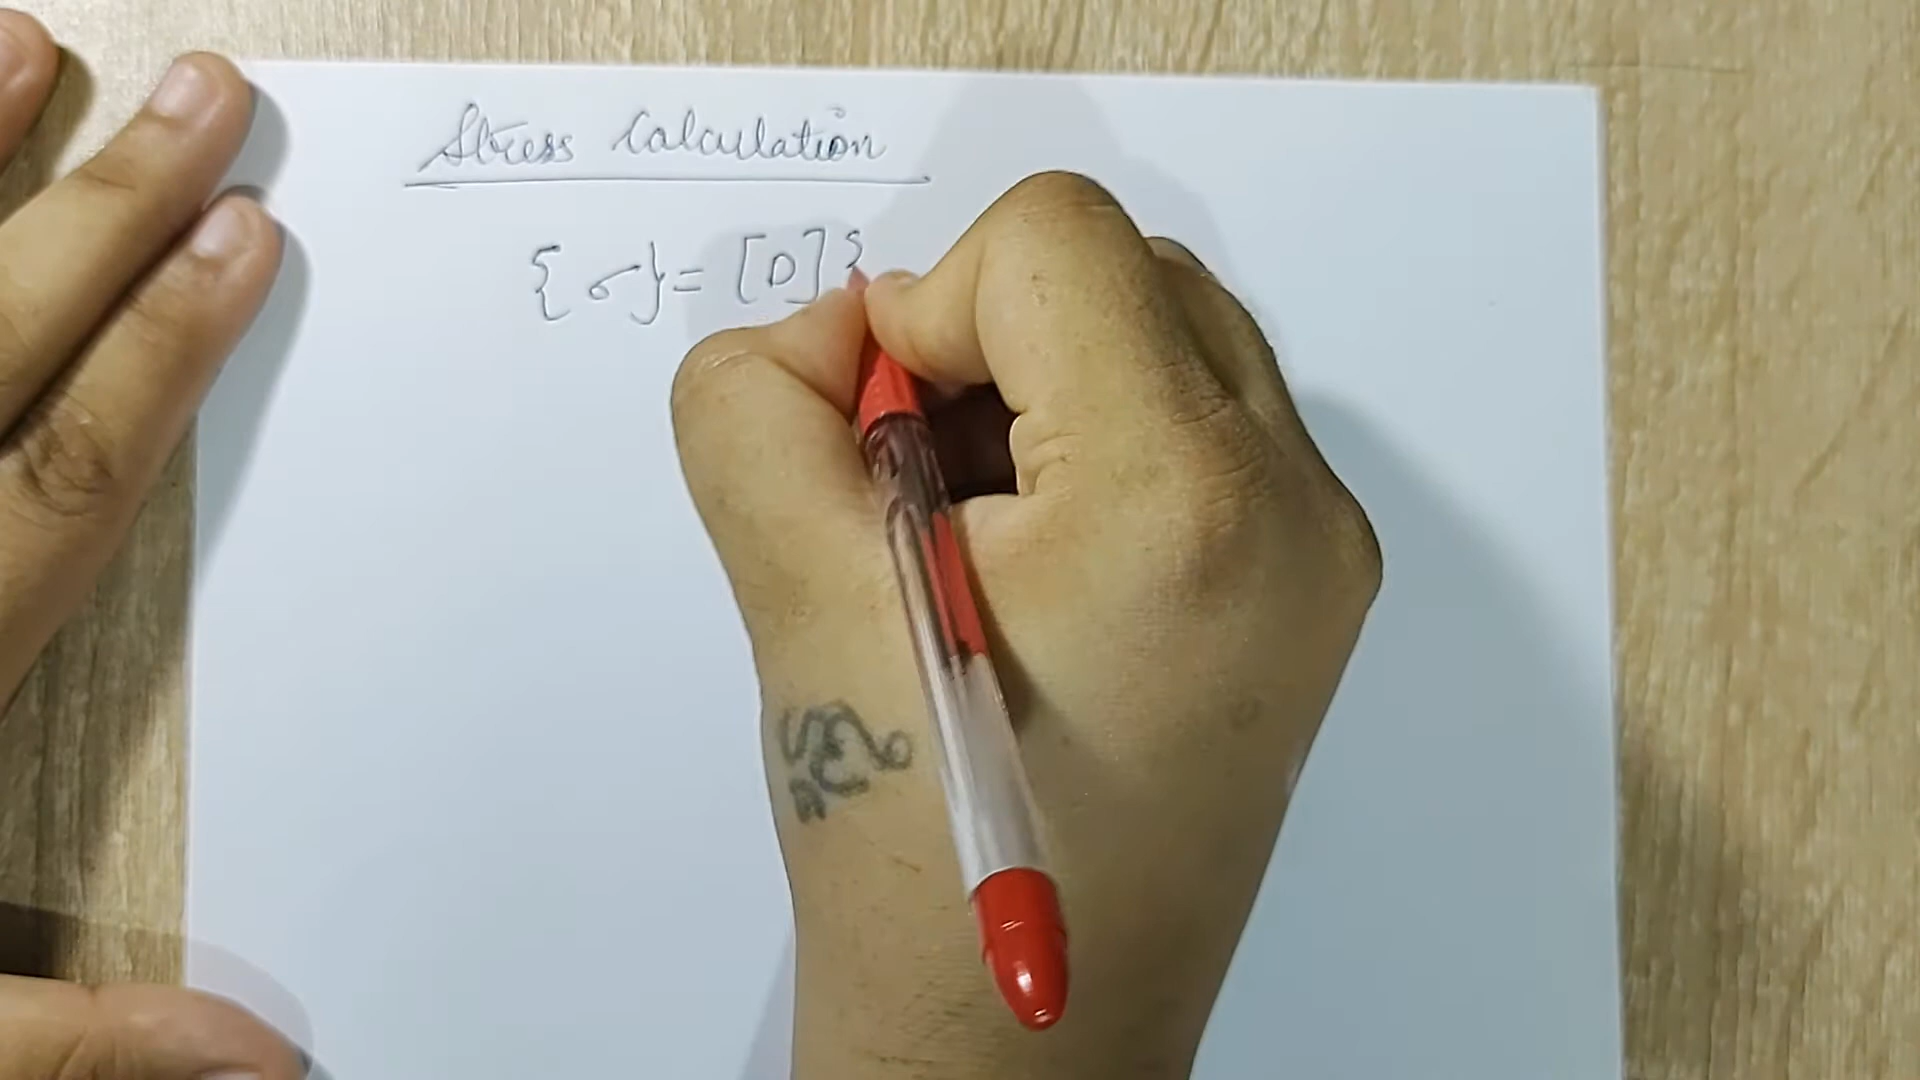 Stress Calculation
{σ} = [D] {